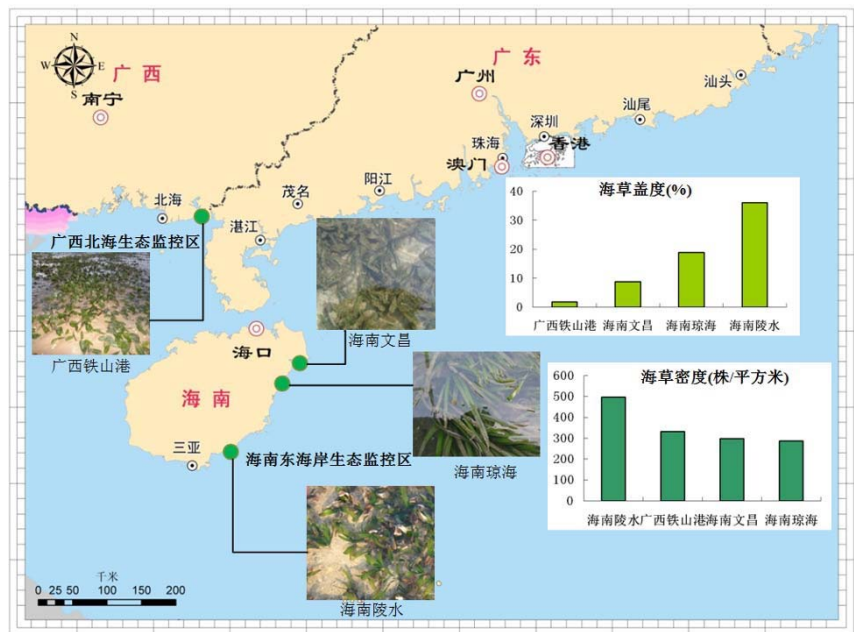 N
W
E
S
广西
南宁
广东
广州
汕头
汕尾
深圳
香港
珠海
澳门
阳江
茂名
北海
湛江
广西北海生态监控区
广西铁山港
海南文昌
海口
海南
三亚
海南东海岸生态监控区
海南琼海
海南陵水
海草盖度(%)
40
30
20
10
0
广西铁山港 海南文昌 海南琼海 海南陵水
海草密度(株/平方米)
600
500
400
300
200
100
0
海南陵水 广西铁山港 海南文昌 海南琼海
千米
0 25 50 100 150 200